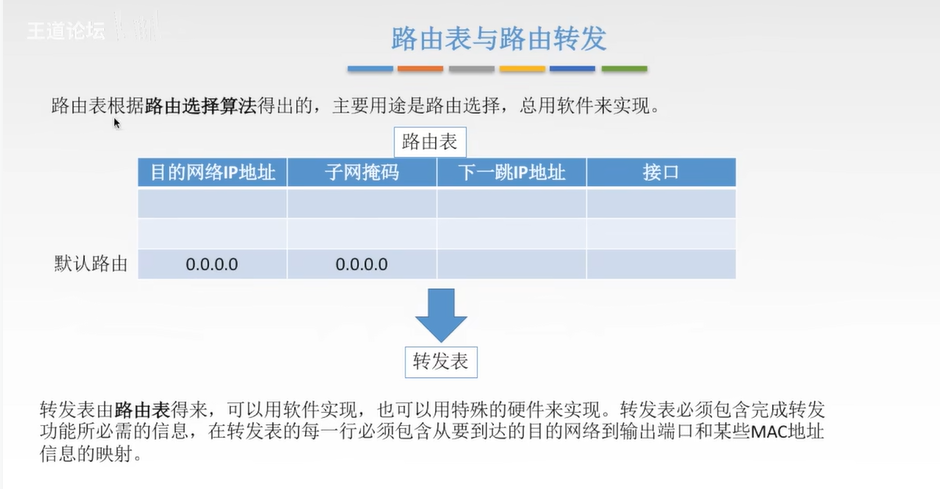 王道论坛
路由表与路由转发
路由表根据路由选择算法得出的，主要用途是路由选择，总用软件来实现。
路由表
目的网络IP地址 子网掩码 下一跳IP地址 接口
默认路由 0.0.0.0 0.0.0.0
转发表
转发表由路由表得来，可以用软件实现，也可以用特殊的硬件来实现。转发表必须包含完成转发
功能所必需的信息，在转发表的每一行必须包含从要到达的目的网络到输出端口和某些MAC地址
信息的映射。